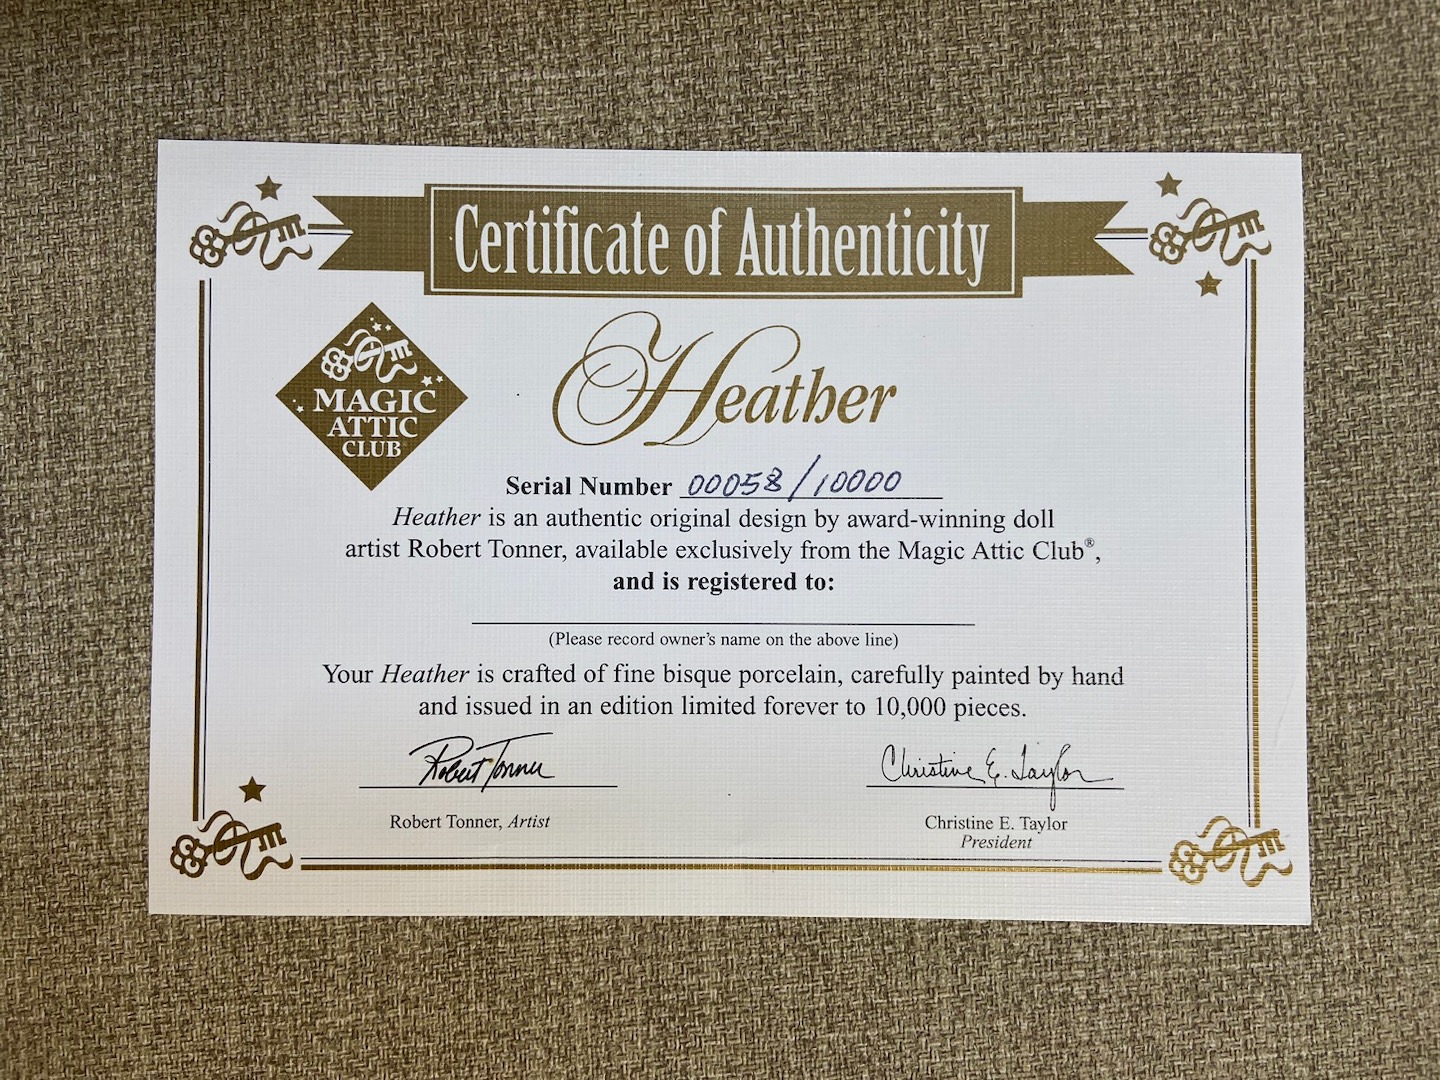 Certificate of Authenticity
MAGIC
ATTIC
CLUB
Heather
Serial Number 00058/10000
Heather is an authentic original design by award-winning doll
artist Robert Tonner, available exclusively from the Magic Attic Club®,
and is registered to:
(Please record owner's name on the above line)
Your Heather is crafted of fine bisque porcelain, carefully painted by hand
and issued in an edition limited forever to 10,000 pieces.
Robert Tonner
Christine E. Taylor
Robert Tonner, Artist
Christine E. Taylor
President